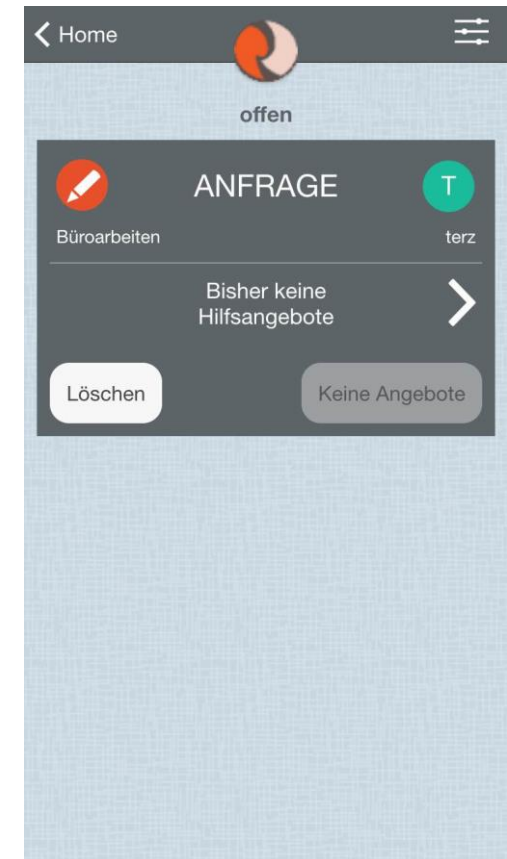 Home
offen
ANFRAGE
T
Büroarbeiten
terz
Bisher keine
Hilfsangebote
Löschen
Keine Angebote